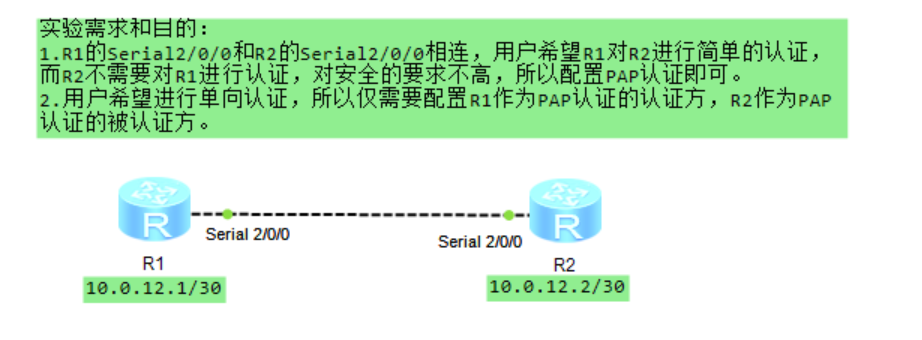 实验需求和目的：
1.R1的Serial2/0/0和R2的Serial2/0/0相连，用户希望R1对R2进行简单的认证，
而R2不需要对R1进行认证，对安全的要求不高，所以配置PAP认证即可。
2.用户希望进行单向认证，所以仅需要配置R1作为PAP认证的认证方，R2作为PAP
认证的被认证方。
R
R
Serial 2/0/0
Serial 2/0/0
R1
R2
10.0.12.1/30
10.0.12.2/30